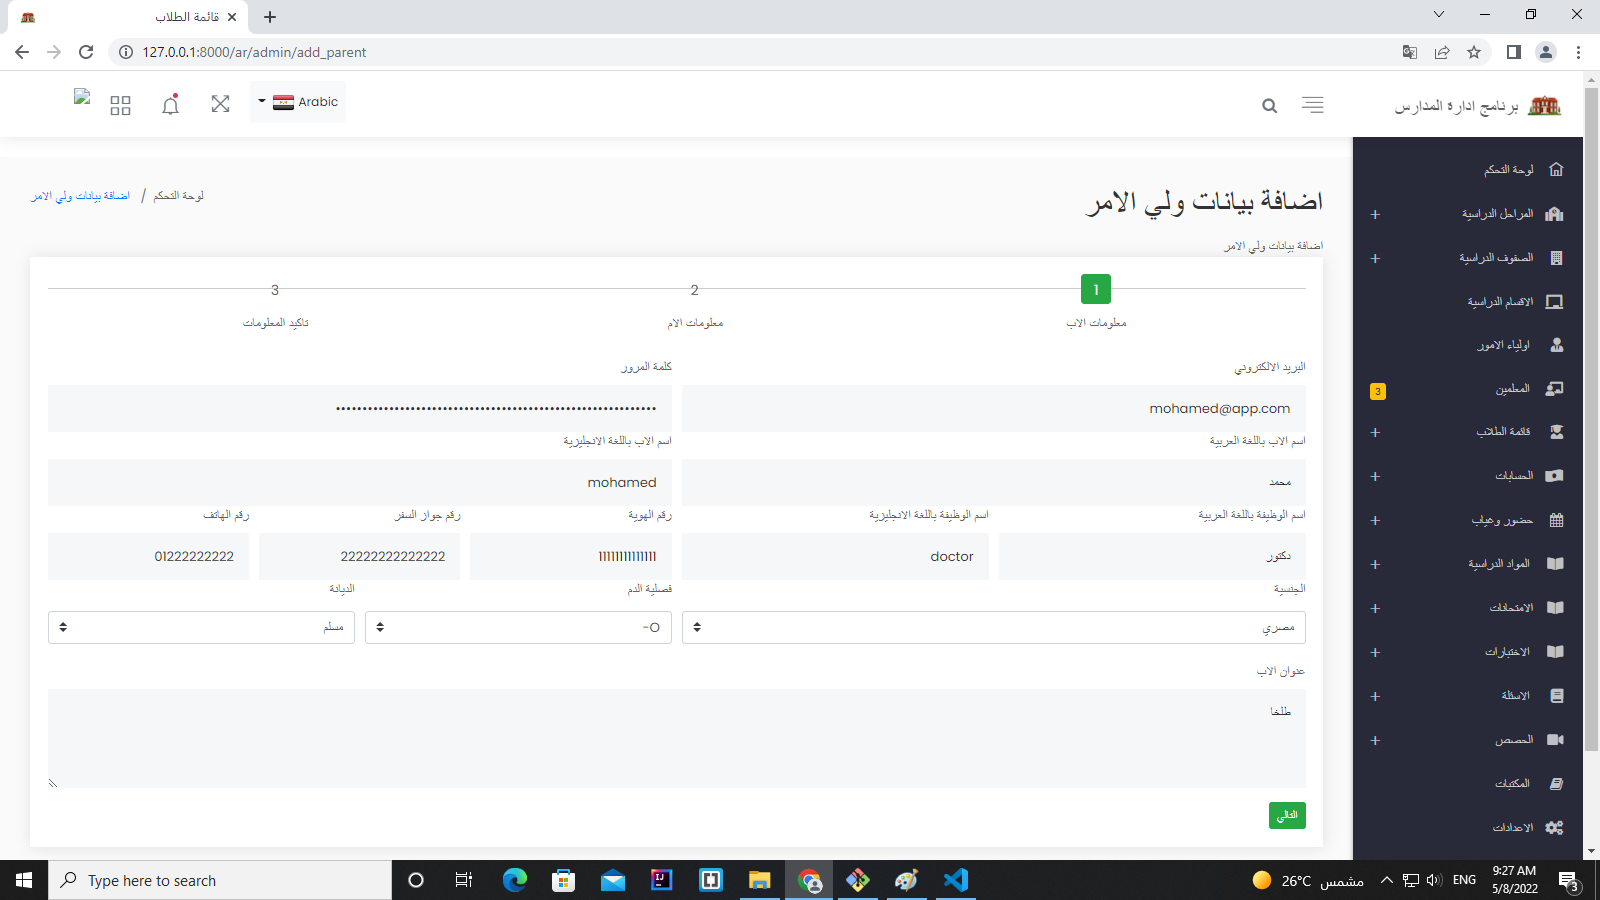 قائمة الطلاب
127.0.0.1:8000/ar/admin/add_parent
برنامج ادارة المدارس
Arabic
لوحة التحكم
المراحل الدراسية
الصفوف الدراسية
الاقسام الدراسية
اولياء الامور
المعلمين
3
قائمة الطلاب
الحسابات
حضور وغياب
المواد الدراسية
الامتحانات
الاختبارات
الاسئلة
الحصص
المكتبات
الاعدادات
اضافة بيانات ولي الامر
لوحة التحكم / اضافة بيانات ولي الامر
اضافة بيانات ولي الامر
1 2 3
معلومات الاب معلومات الام تاكيد المعلومات
البريد الالكتروني كلمة المرور
mohamed@app.com
اسم الاب باللغة العربية اسم الاب باللغة الانجليزية
محمد mohamed
اسم الوظيفة باللغة العربية اسم الوظيفة باللغة الانجليزية رقم الهوية رقم جواز السفر رقم الهاتف
دكتور doctor 11111111111111 22222222222222 01222222222
الجنسية فصلية الدم الديانة
مصري O- مسلم
عنوان الاب
طلخا
التالي
Type here to search
26°C مشمس
ENG
9:27 AM
5/8/2022
3